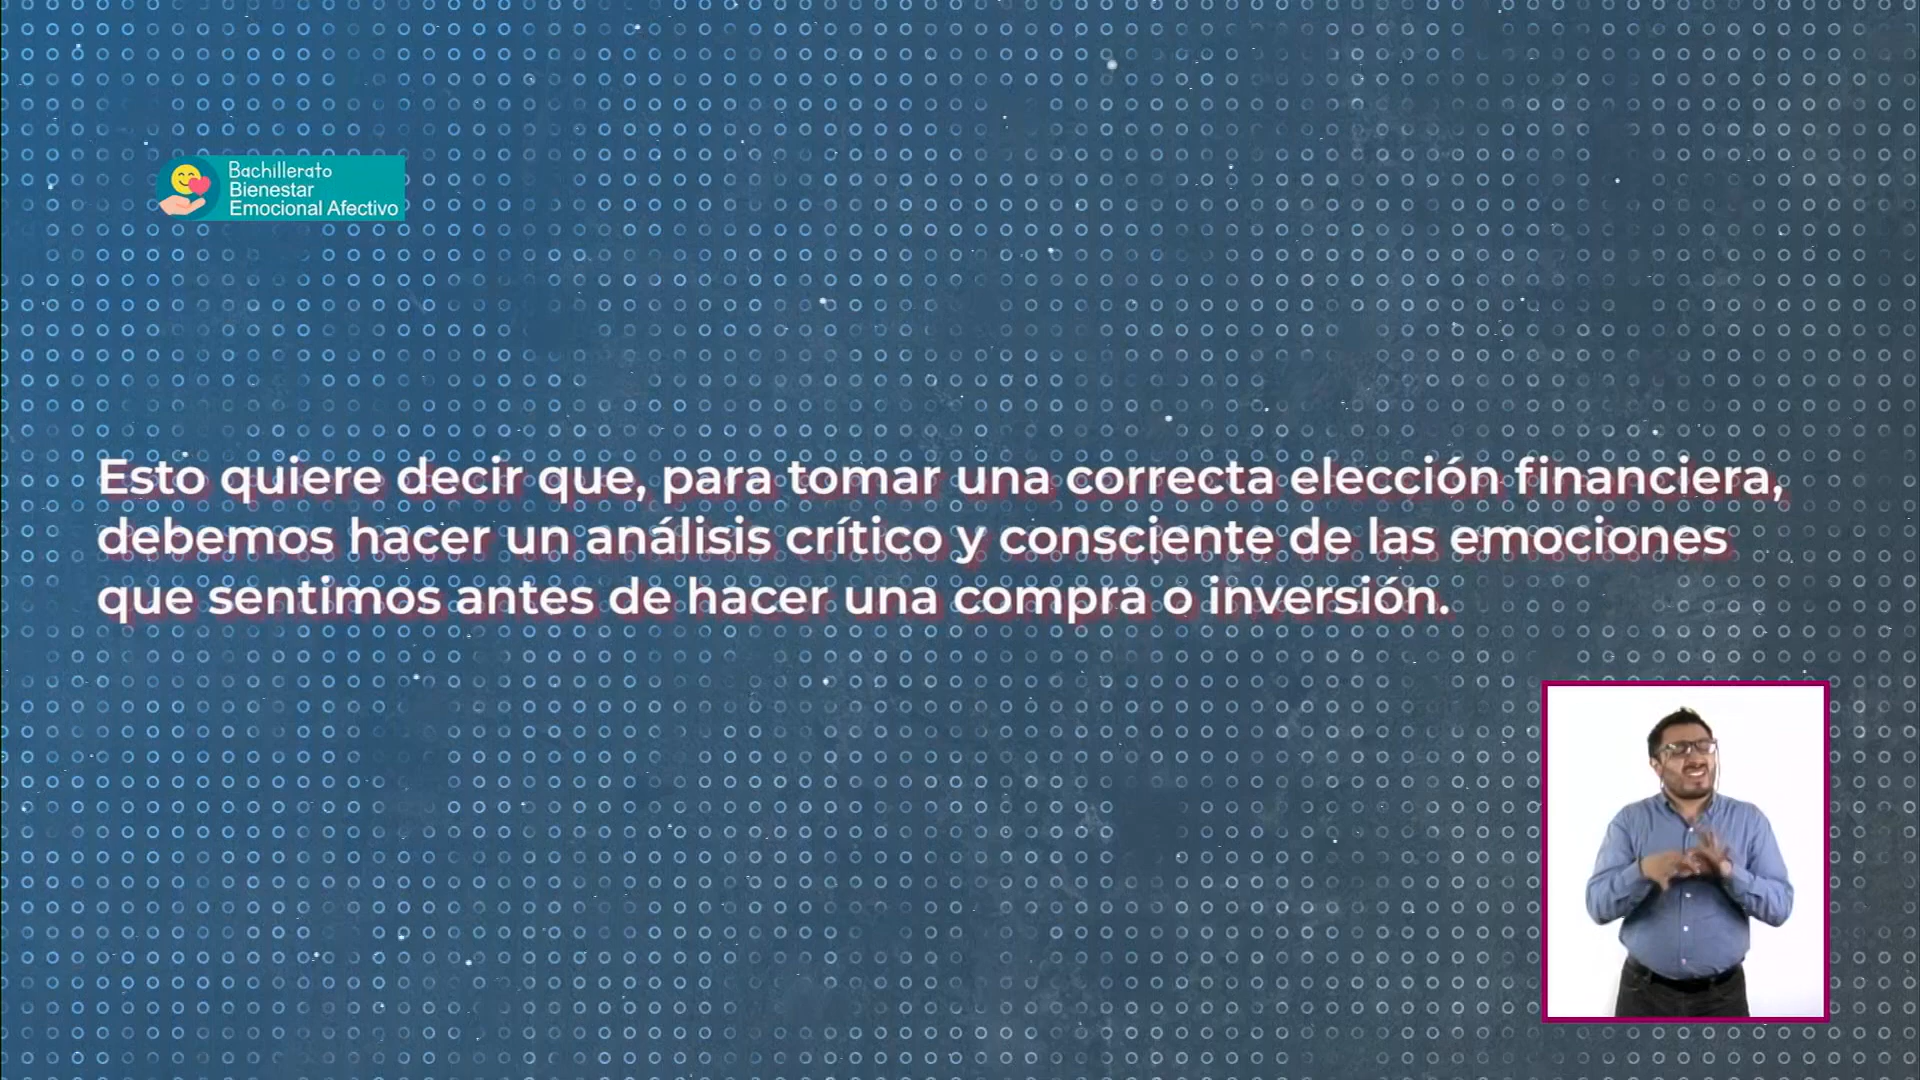 Bachillerato
Bienestar
Emocional Afectivo
Esto quiere decir que, para tomar una correcta elección financiera,
debemos hacer un análisis crítico y consciente de las emociones
que sentimos antes de hacer una compra o inversión.